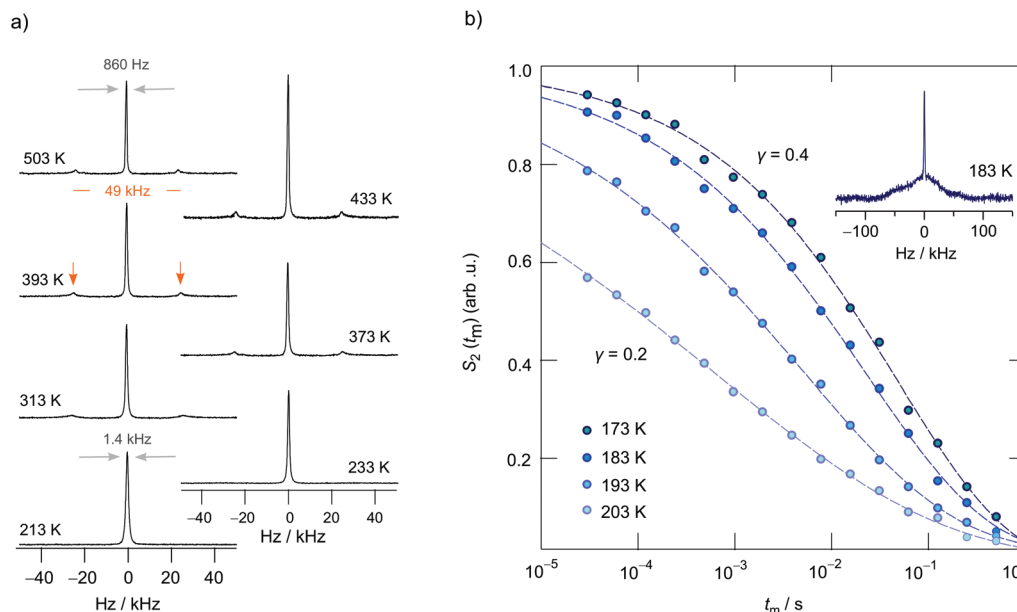 a)
860 Hz
503 K
49 kHz
433 K
393 K
373 K
313 K
1.4 kHz
233 K
213 K
−40 −20 0 20 40
Hz / kHz
−40 −20 0 20 40
Hz / kHz
b)
1.0
0.8
0.6
0.4
0.2
S₂ (tₘ) (arb .u.)
γ = 0.4
γ = 0.2
183 K
−100 0 100
Hz / kHz
173 K
183 K
193 K
203 K
10⁻⁵ 10⁻⁴ 10⁻³ 10⁻² 10⁻¹ 10
tₘ / s